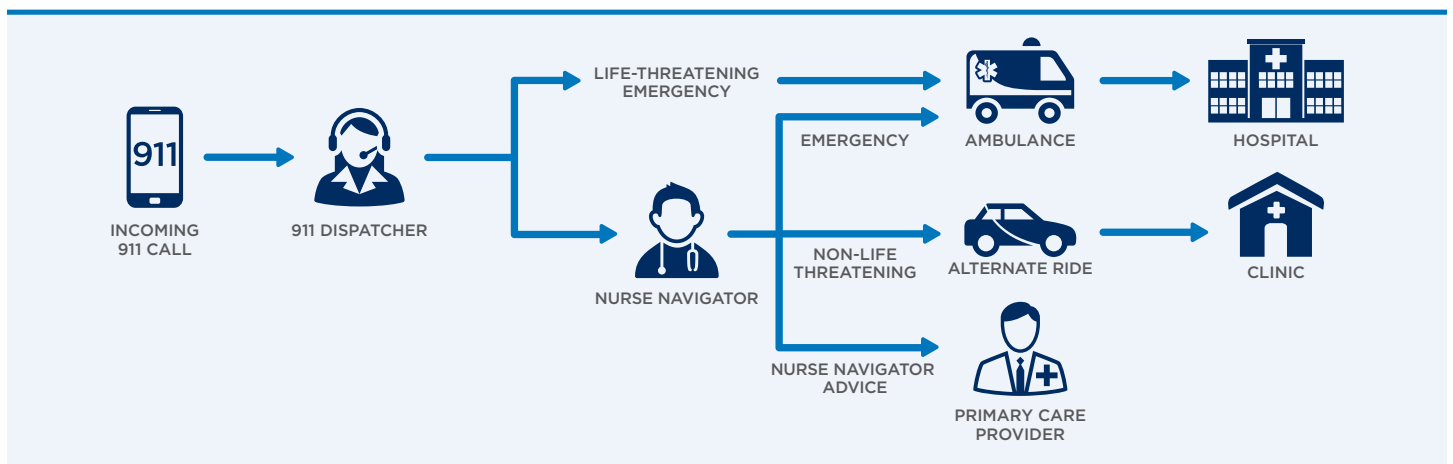 911
INCOMING
911 CALL
911 DISPATCHER
LIFE-THREATENING
EMERGENCY
NURSE NAVIGATOR
EMERGENCY
NON-LIFE
THREATENING
NURSE NAVIGATOR
ADVICE
AMBULANCE
HOSPITAL
ALTERNATE RIDE
CLINIC
PRIMARY CARE
PROVIDER